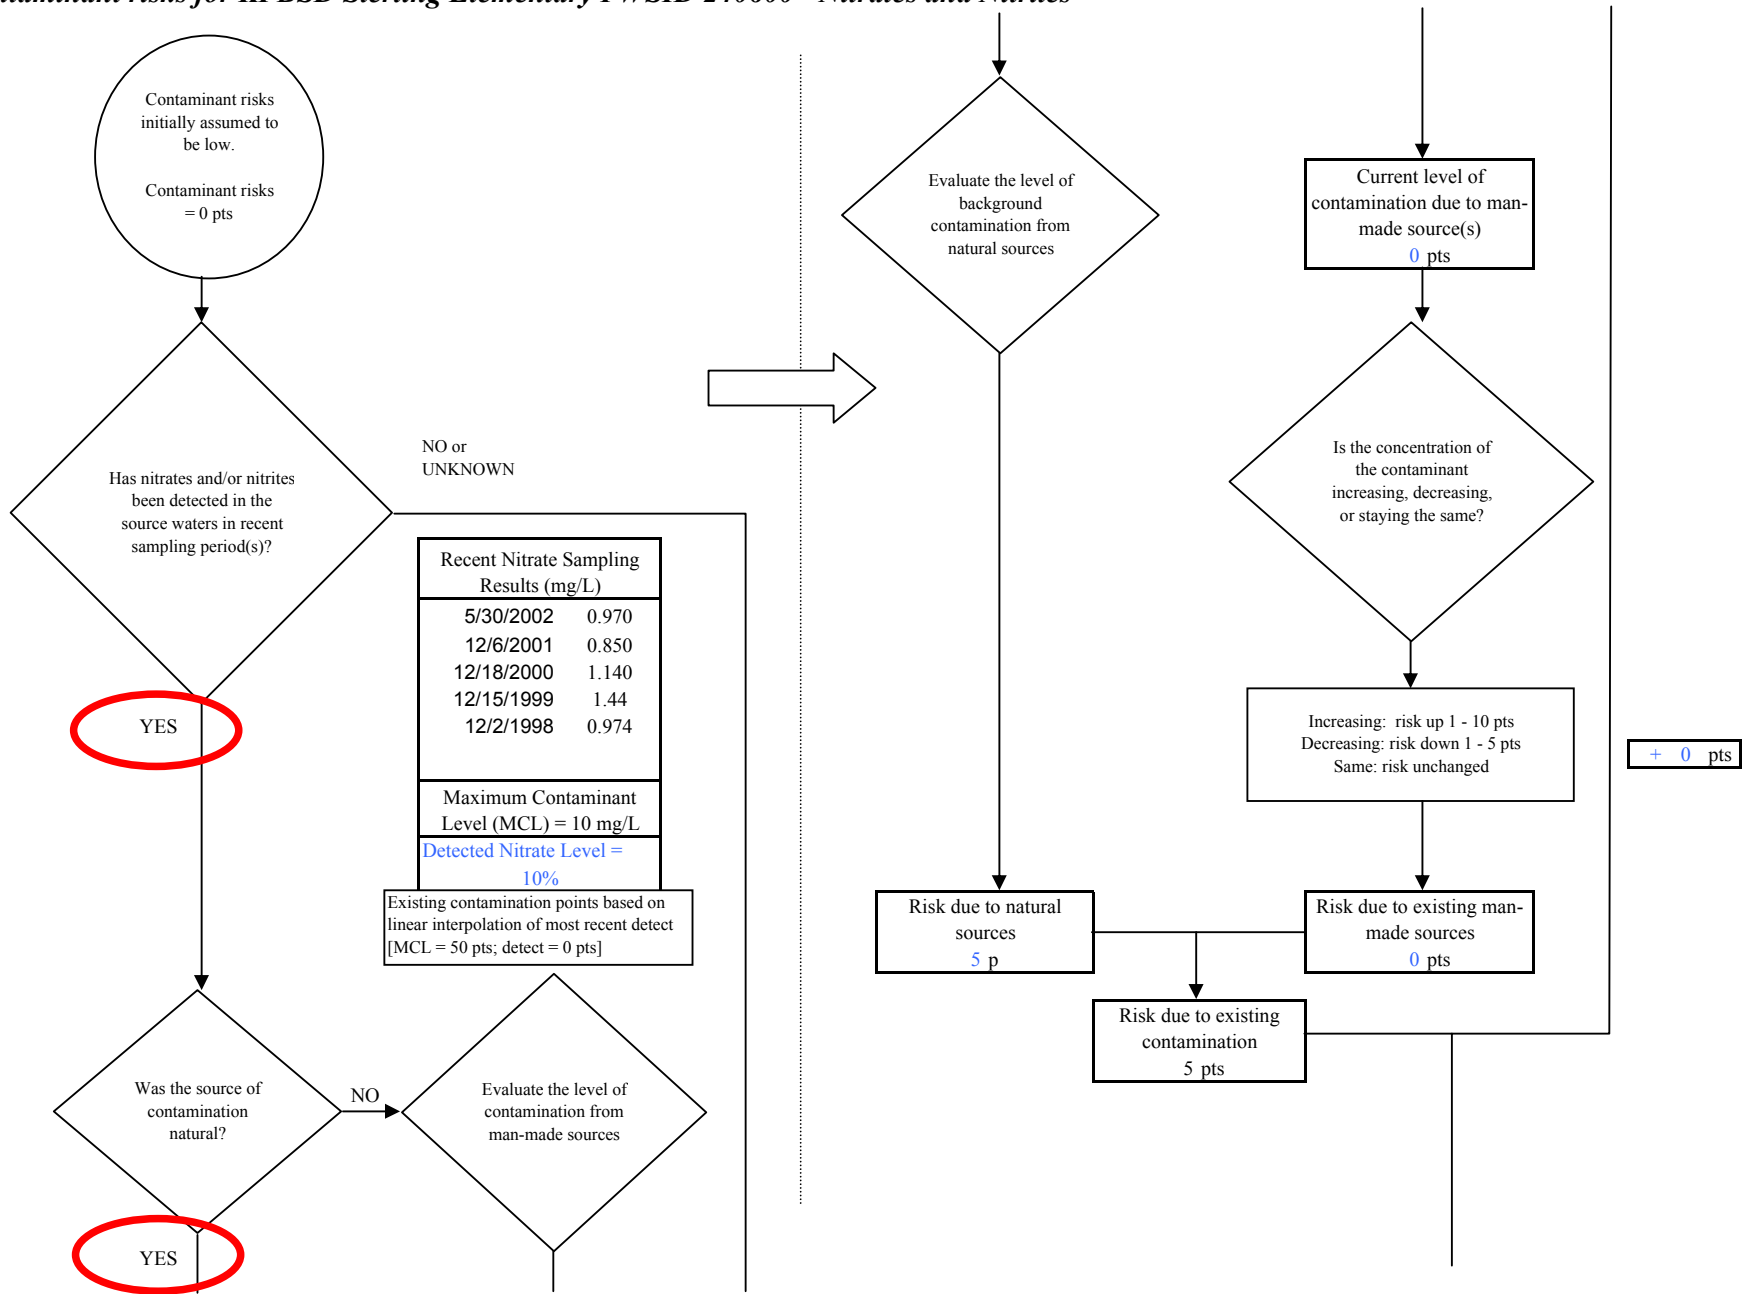 Sterling Elementary PWSID 240600 - Nitrates and Nitrites
Contaminant risks
initially assumed to
be low.
Contaminant risks
= 0 pts
Has nitrates and/or nitrites
been detected in the
source waters in recent
sampling period(s)?
NO or
UNKNOWN
YES
Recent Nitrate Sampling
Results (mg/L)
5/30/2002 0.970
12/6/2001 0.850
12/18/2000 1.140
12/15/1999 1.44
12/2/1998 0.974
Maximum Contaminant
Level (MCL) = 10 mg/L
Detected Nitrate Level =
10%
Existing contamination points based on
linear interpolation of most recent detect
[MCL = 50 pts; detect = 0 pts]
Was the source of
contamination
natural?
NO
YES
Evaluate the level of
contamination from
man-made sources
Evaluate the level of
background
contamination from
natural sources
Current level of
contamination due to man-
made source(s)
0 pts
Is the concentration of
the contaminant
increasing, decreasing,
or staying the same?
Increasing: risk up 1 - 10 pts
Decreasing: risk down 1 - 5 pts
Same: risk unchanged
+ 0 pts
Risk due to natural
sources
5 p
Risk due to existing man-
made sources
0 pts
Risk due to existing
contamination
5 pts